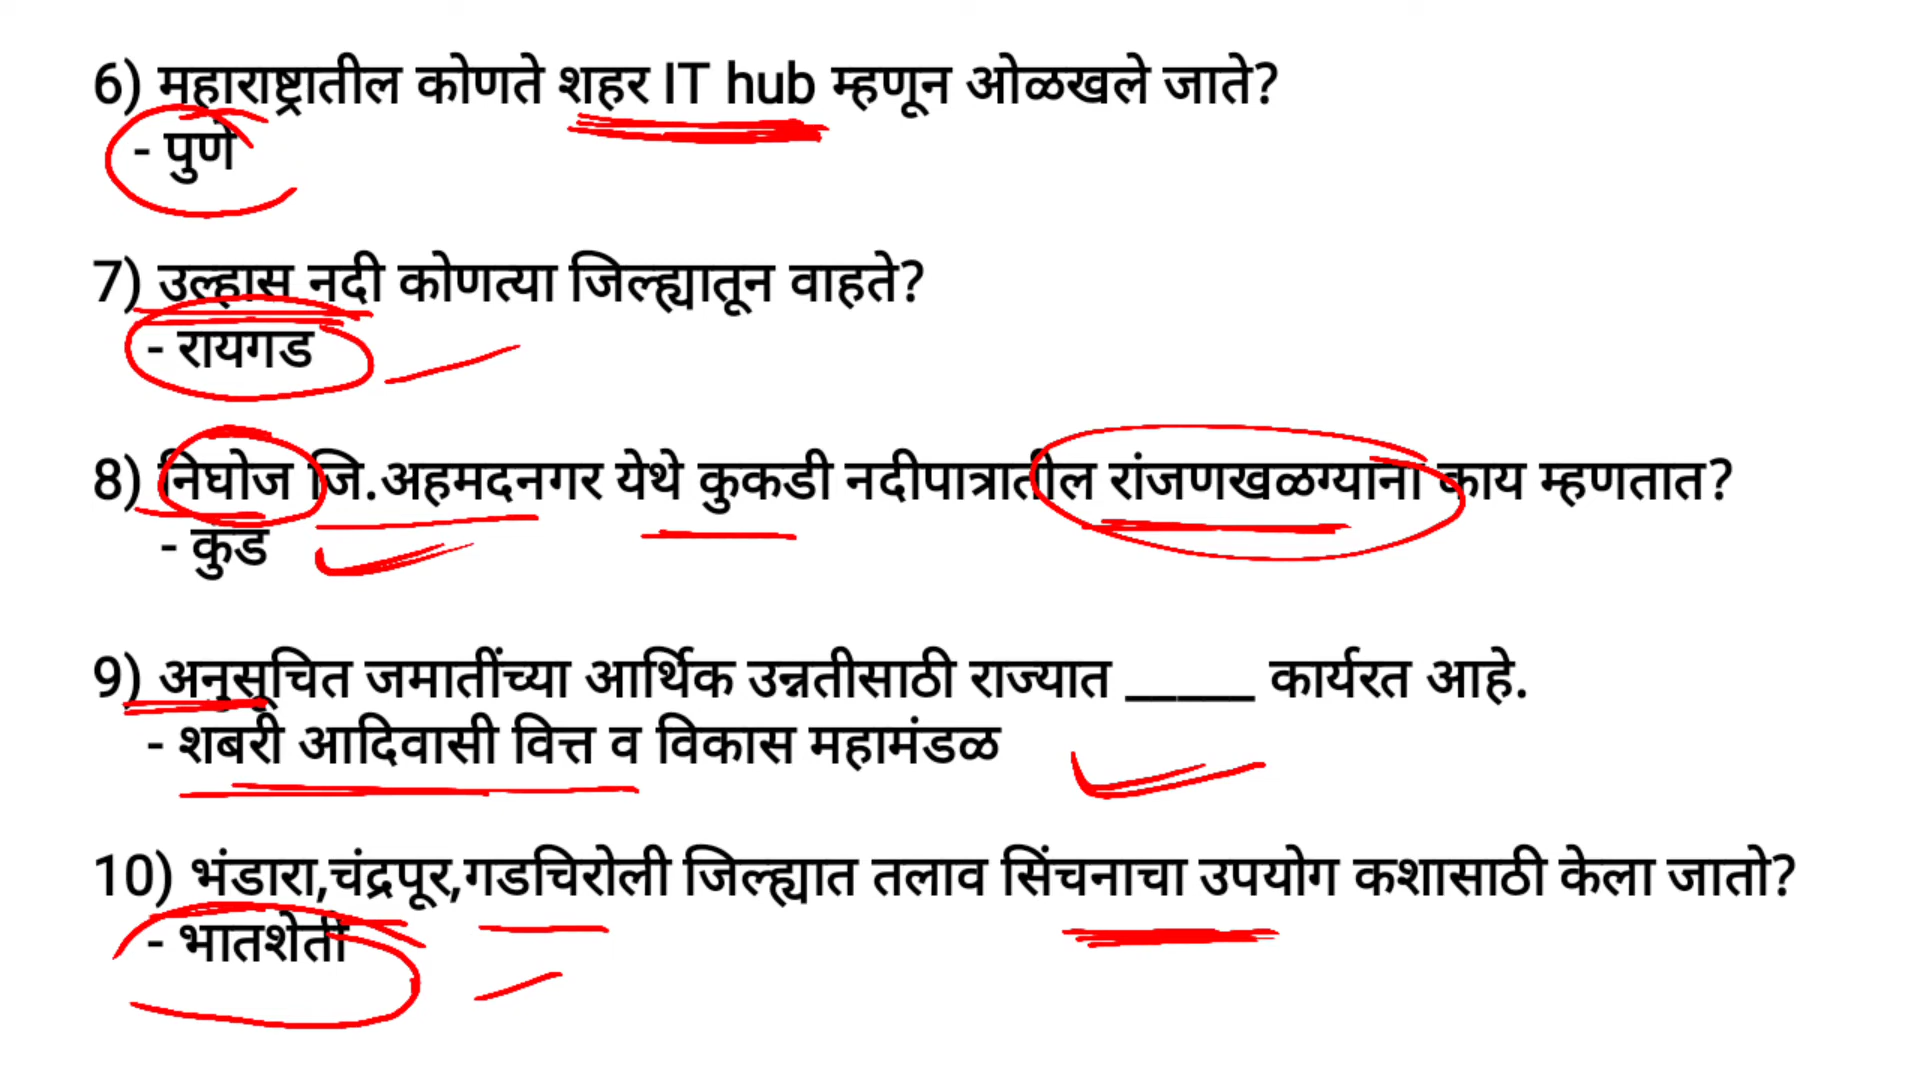 6) महाराष्ट्रातील कोणते शहर IT hub म्हणून ओळखले जाते?
- पुणे
7) उल्हास नदी कोणत्या जिल्ह्यातून वाहते?
- रायगड
8) निघोज जि.अहमदनगर येथे कुकडी नदीपात्रातील रांजणखळग्यांना काय म्हणतात?
- कुंड
9) अनुसूचित जमातींच्या आर्थिक उन्नतीसाठी राज्यात _____ कार्यरत आहे.
- शबरी आदिवासी वित्त व विकास महामंडळ
10) भंडारा,चंद्रपूर,गडचिरोली जिल्ह्यात तलाव सिंचनाचा उपयोग कशासाठी केला जातो?
- भातशेती